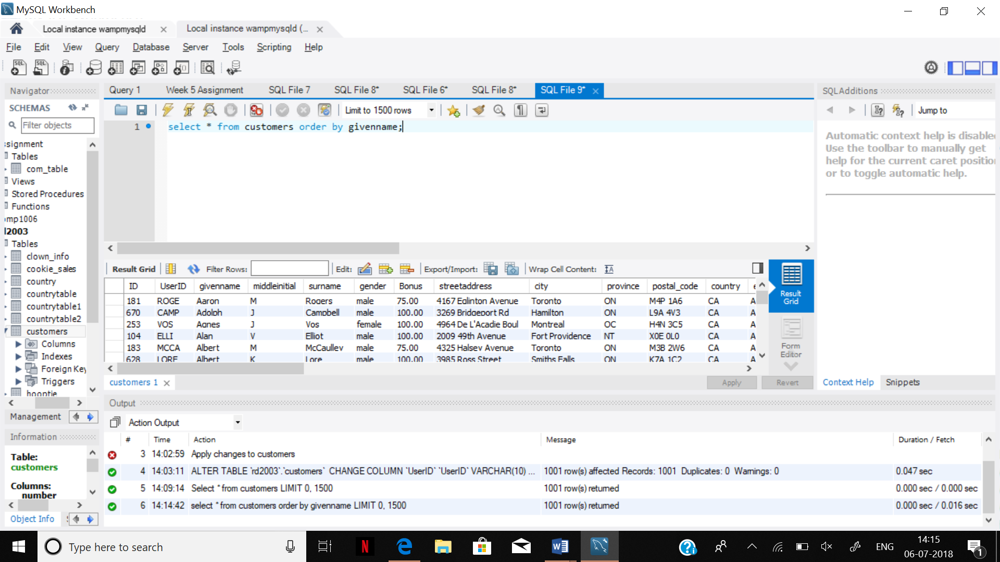 MySQL Workbench
Local instance wampmysqld
Local instance wampmysqld (...
File Edit View Query Database Server Tools Scripting Help
Navigator
SCHEMAS
Filter objects
ssignment
Tables
com_table
Views
Stored Procedures
Functions
omp1006
d2003
Tables
clown_info
cookie_sales
country
countrytable
countrytable1
countrytable2
customers
Columns
Indexes
Foreign Key
Triggers
hooptie
Management
Information
Table:
customers
Columns:
number
Object Info
Query 1 Week 5 Assignment SQL File 7 SQL File 8* SQL File 6* SQL File 8* SQL File 9*
Limit to 1500 rows
1 select * from customers order by givenname;
Result Grid Filter Rows: Edit: Export/Import: Wrap Cell Content:
ID UserID givenname middleinitial surname gender Bonus streetaddress city province postal_code country e
181 ROGE Aaron M Rogers male 75.00 4167 Eglinton Avenue Toronto ON M4P 1A6 CA A
670 CAMP Adolph J Campbell male 100.00 3269 Bridgeport Rd Hamilton ON L9A 4V3 CA A
253 VOS Agnes J Vos female 100.00 4964 De L'Acadie Boul Montreal QC H4N 3C5 CA A
104 ELLI Alan V Elliot male 100.00 2009 49th Avenue Fort Providence NT X0E 0L0 CA A
183 MCCA Albert M McCaulley male 75.00 4325 Halsey Avenue Toronto ON M3B 2W6 CA A
628 LORE Albert K Lore male 100.00 3985 Ross Street Smiths Falls ON K7A 1C2 CA A
Result
Grid
Form
Editor
customers 1
Apply Revert
SQLAdditions
Jump to
Automatic context help is disabled
Use the toolbar to manually get
help for the current caret position
or to toggle automatic help.
Context Help Snippets
Output
Action Output
# Time Action Message Duration / Fetch
3 14:02:59 Apply changes to customers
4 14:03:11 ALTER TABLE `rd2003`.`customers` CHANGE COLUMN `UserID` `UserID` VARCHAR(10) ... 1001 row(s) affected Records: 1001 Duplicates: 0 Warnings: 0 0.047 sec
5 14:09:14 Select * from customers LIMIT 0, 1500 1001 row(s) returned 0.000 sec / 0.000 sec
6 14:14:42 select * from customers order by givenname LIMIT 0, 1500 1001 row(s) returned 0.000 sec / 0.016 sec
Type here to search
ENG
14:15
06-07-2018
1